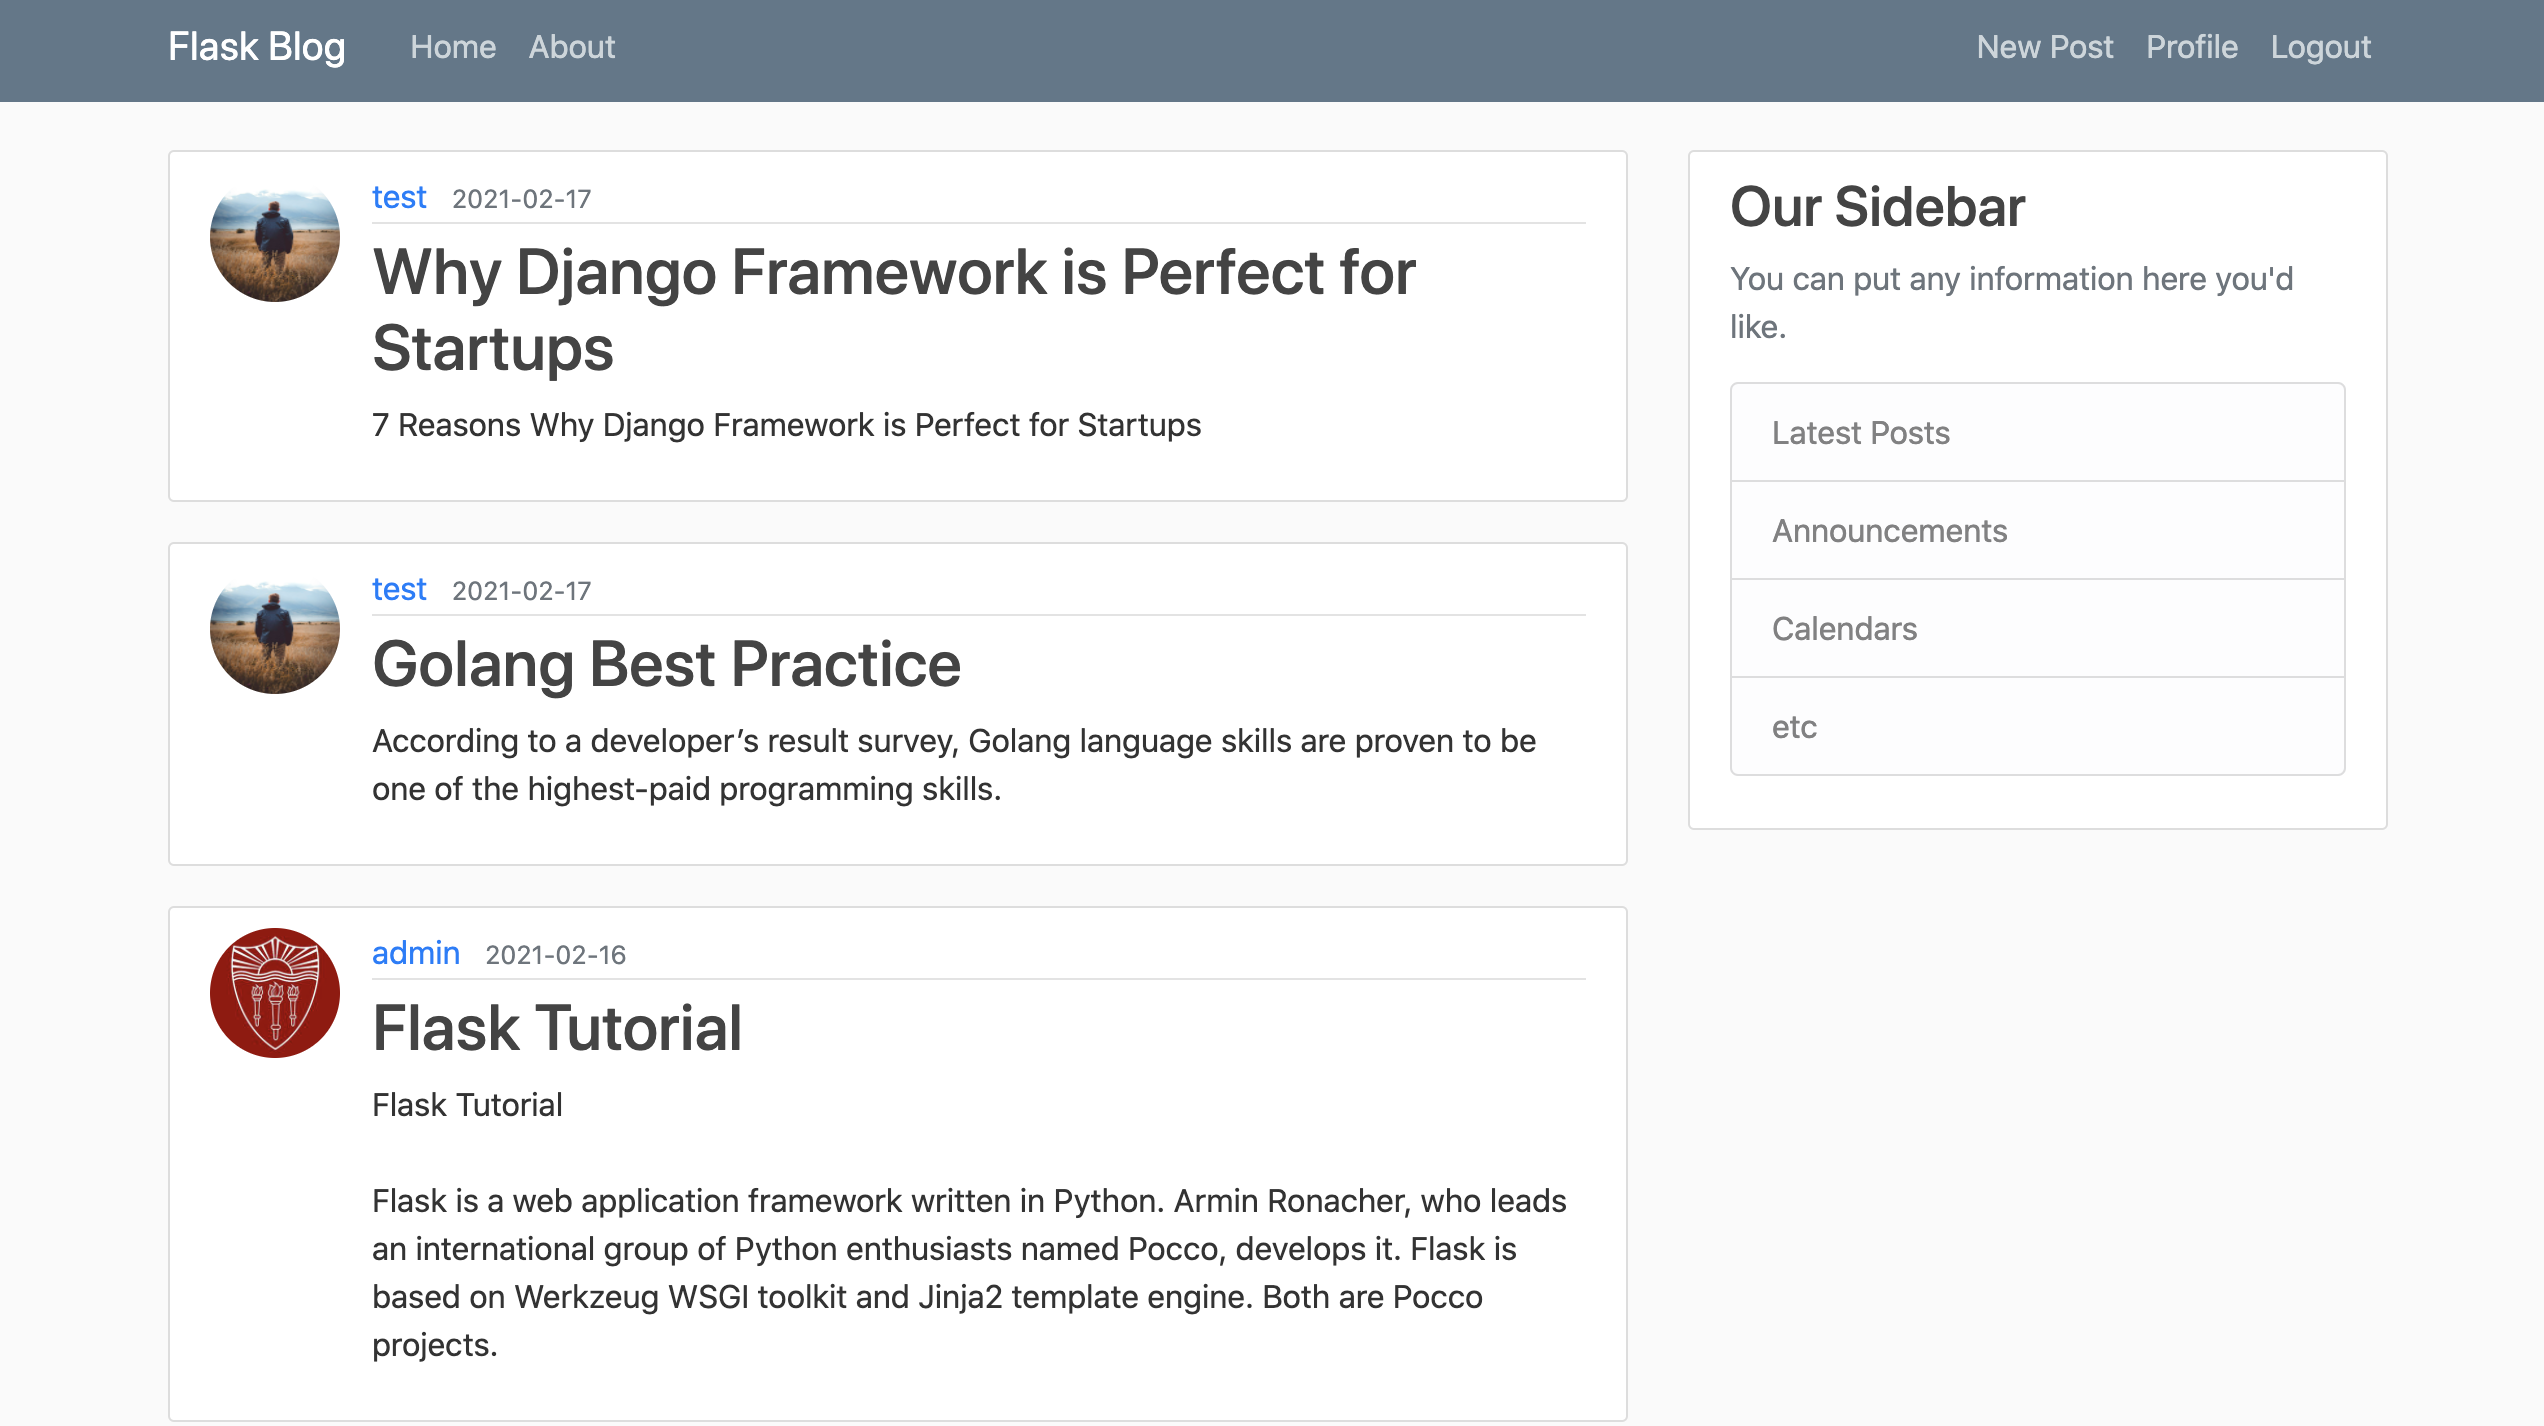 Flask Blog Home About New Post Profile Logout
test 2021-02-17
Why Django Framework is Perfect for
Startups
7 Reasons Why Django Framework is Perfect for Startups
test 2021-02-17
Golang Best Practice
According to a developer’s result survey, Golang language skills are proven to be
one of the highest-paid programming skills.
admin 2021-02-16
Flask Tutorial
Flask Tutorial
Flask is a web application framework written in Python. Armin Ronacher, who leads
an international group of Python enthusiasts named Pocco, develops it. Flask is
based on Werkzeug WSGI toolkit and Jinja2 template engine. Both are Pocco
projects.
Our Sidebar
You can put any information here you'd
like.
Latest Posts
Announcements
Calendars
etc